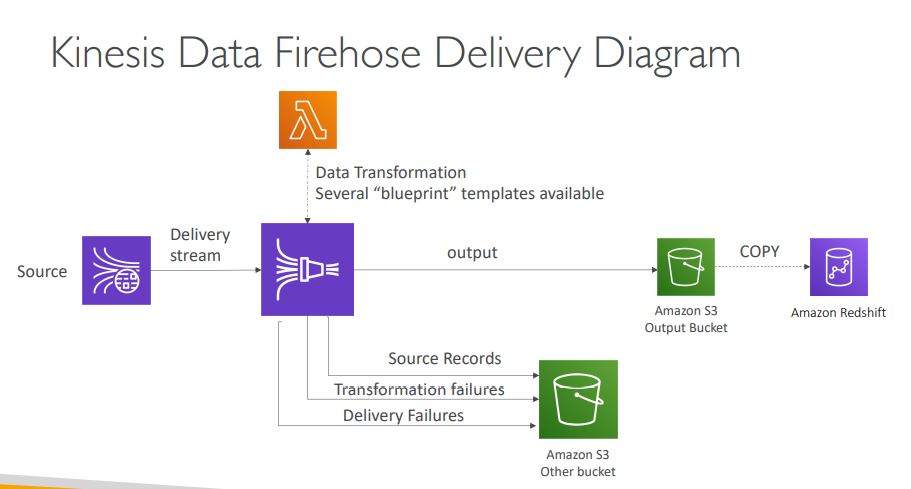 Kinesis Data Firehose Delivery Diagram
Data Transformation
Several “blueprint” templates available
Source
Delivery
stream
output
COPY
Amazon S3
Output Bucket
Amazon Redshift
Source Records
Transformation failures
Delivery Failures
Amazon S3
Other bucket